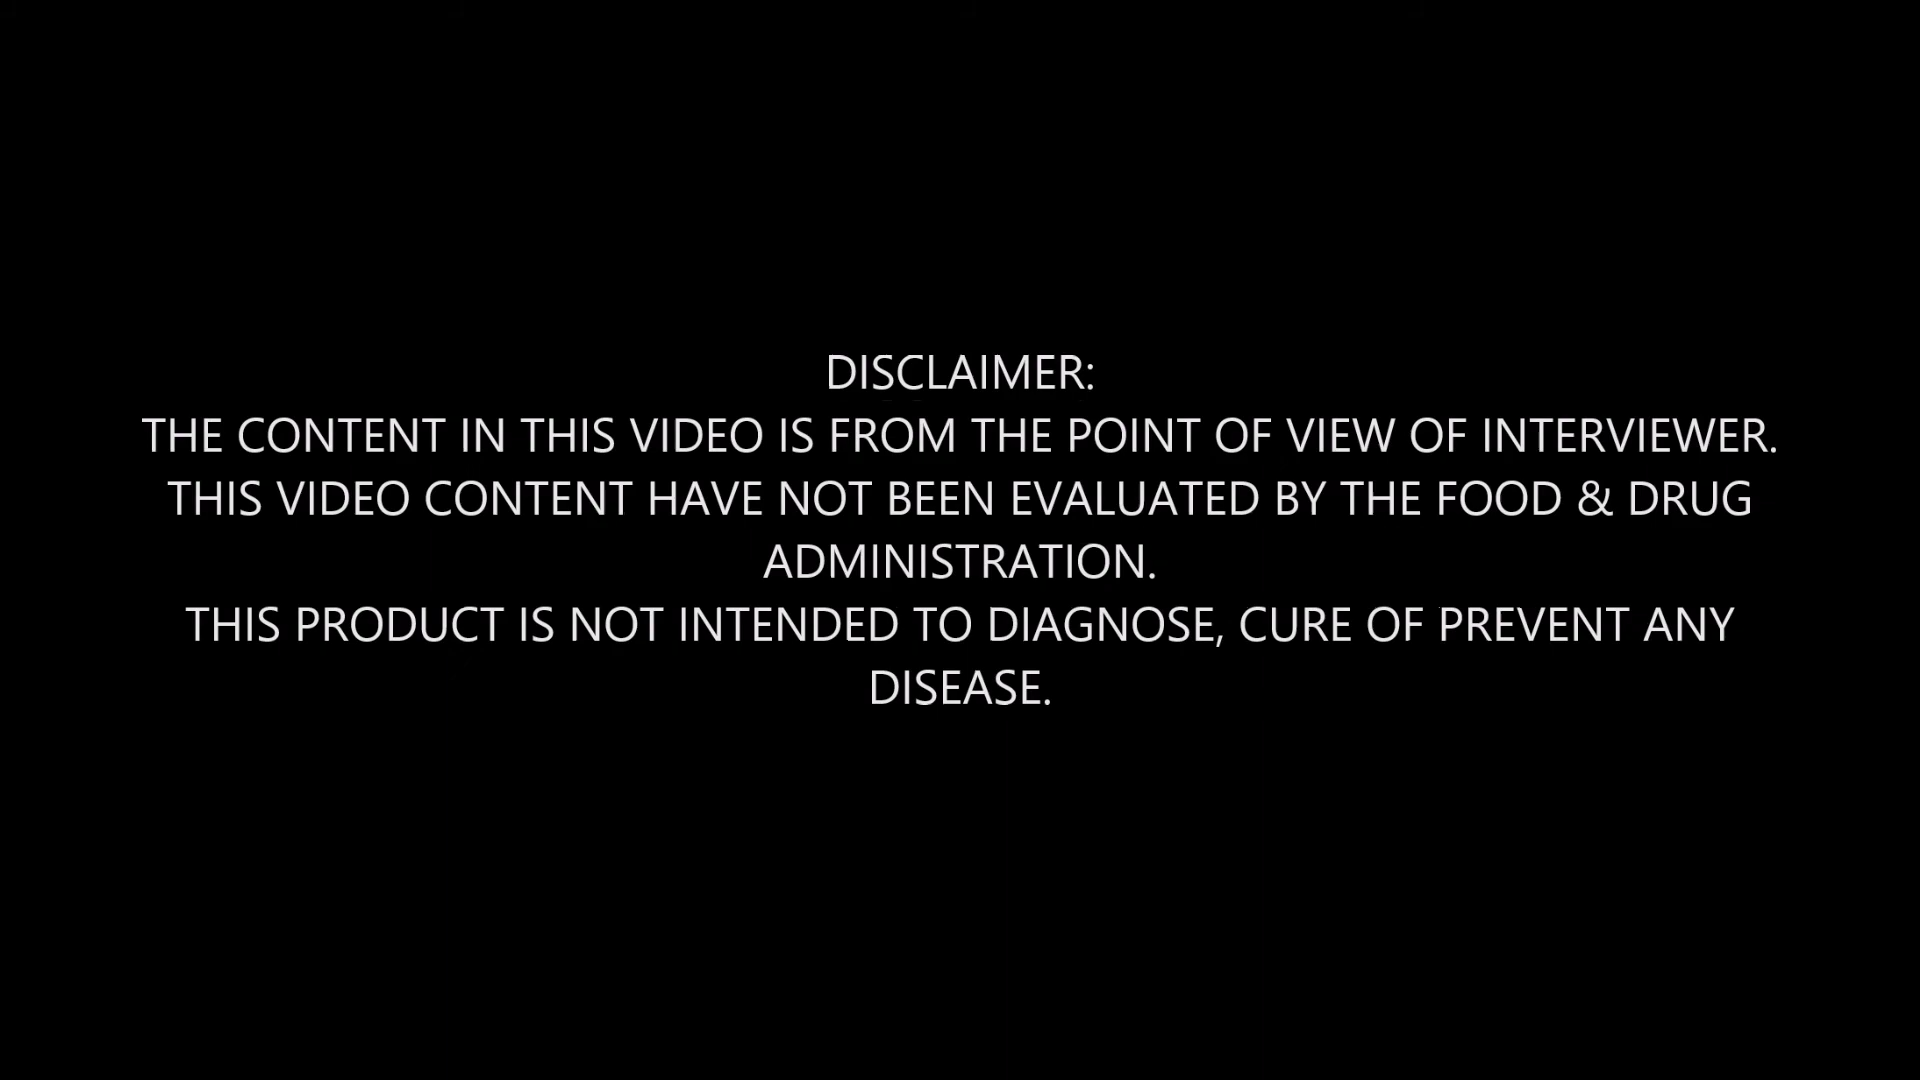 DISCLAIMER:
THE CONTENT IN THIS VIDEO IS FROM THE POINT OF VIEW OF INTERVIEWER.
THIS VIDEO CONTENT HAVE NOT BEEN EVALUATED BY THE FOOD & DRUG
ADMINISTRATION.
THIS PRODUCT IS NOT INTENDED TO DIAGNOSE, CURE OF PREVENT ANY
DISEASE.